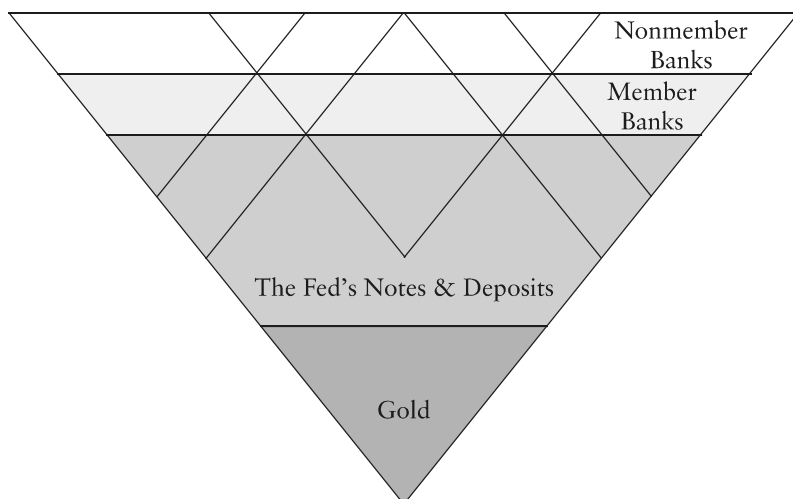 Nonmember
Banks
Member
Banks
The Fed's Notes & Deposits
Gold